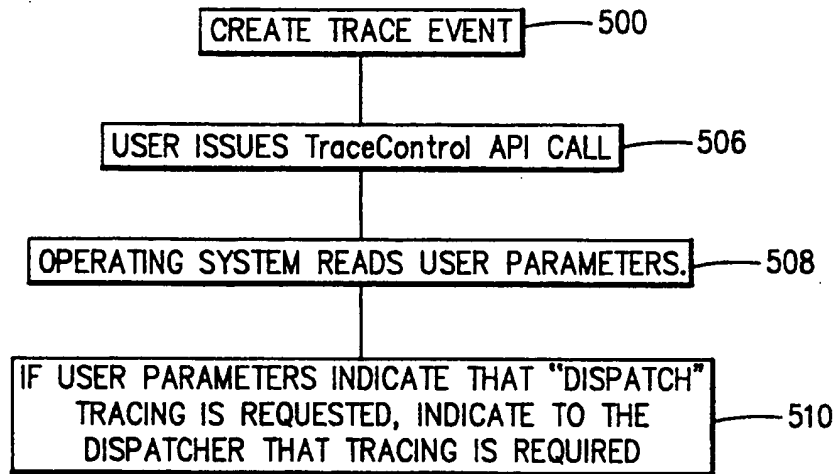 CREATE TRACE EVENT 500
USER ISSUES TraceControl API CALL 506
OPERATING SYSTEM READS USER PARAMETERS. 508
IF USER PARAMETERS INDICATE THAT "DISPATCH"
TRACING IS REQUESTED, INDICATE TO THE
DISPATCHER THAT TRACING IS REQUIRED
510